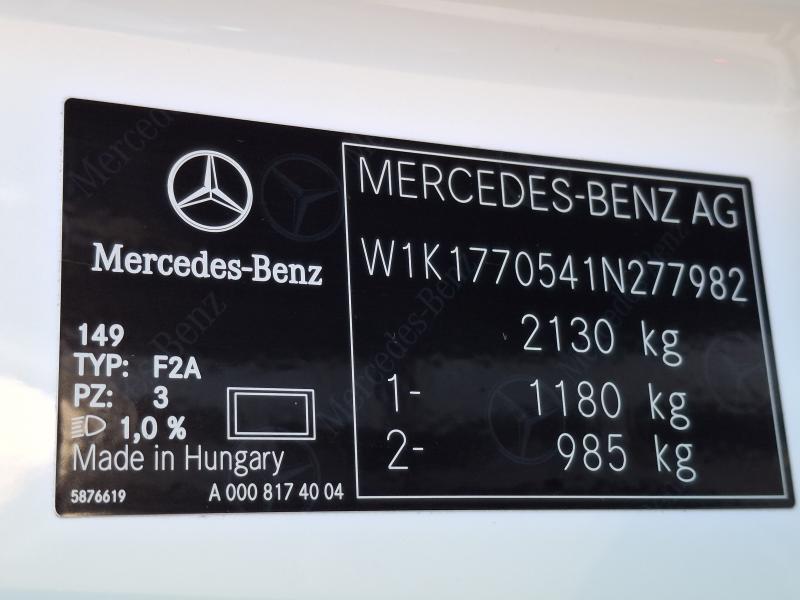 Mercedes-Benz
149
TYP: F2A
PZ: 3
1,0 %
Made in Hungary
5876619 A 000 817 40 04
MERCEDES-BENZ AG
W1K1770541N277982
2130 kg
1- 1180 kg
2- 985 kg